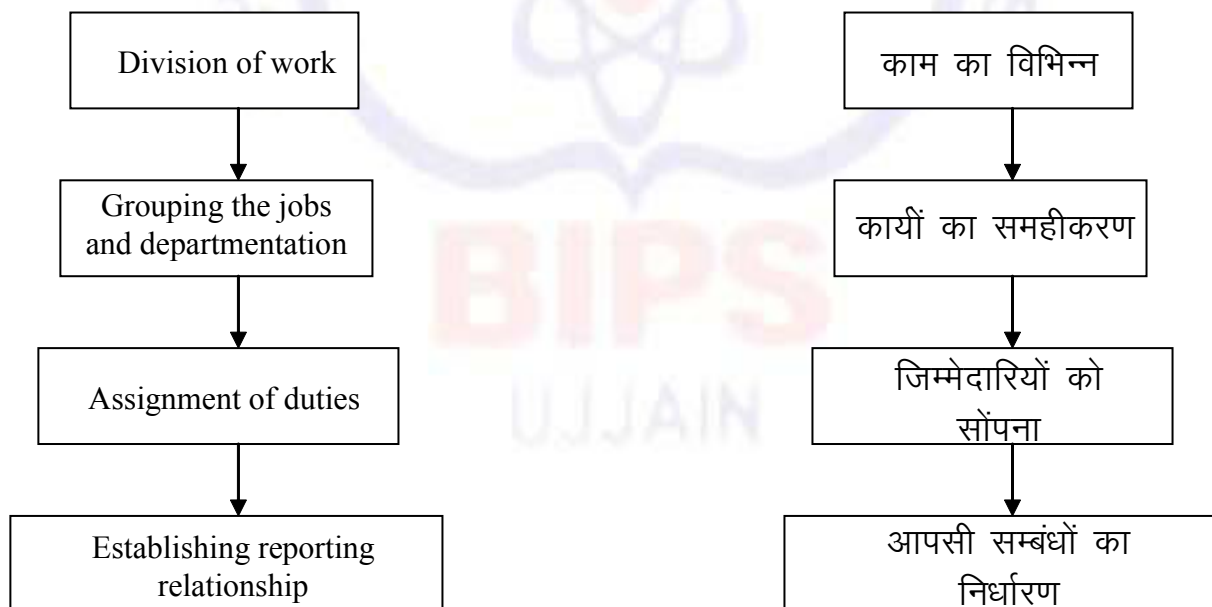 Division of work
Grouping the jobs
and departmentation
Assignment of duties
Establishing reporting
relationship
काम का विभिन्न
कायीं का समहीकरण
जिम्मेदारियों को
सोंपना
आपसी सम्बंधों का
निर्धारण
BIPS
UJJAIN